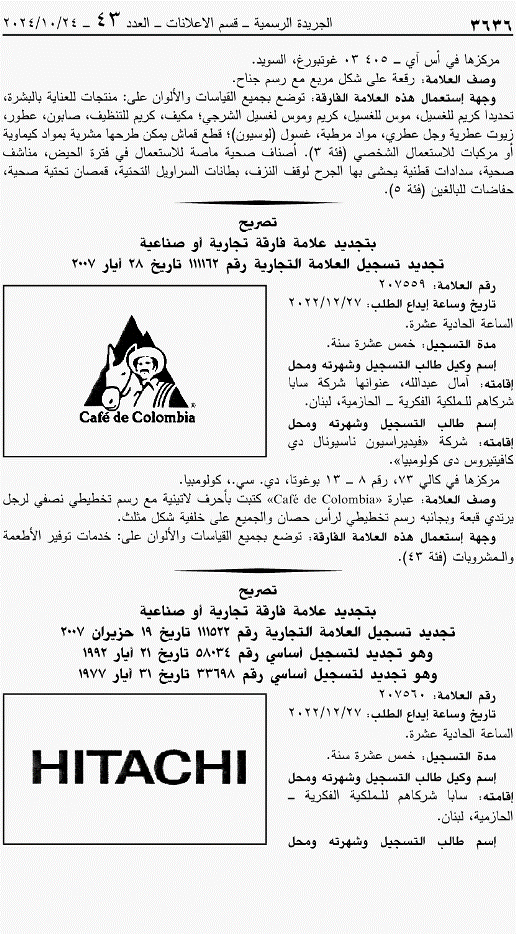 ٣٦٣٦ الجريدة الرسمية ــ قسم الاعلانات ــ العدد ٤٣ ــ ٢٠٢٤/١٠/٢٤
مركزها في أس آي ــ ٤٠٥ ٠٣ غوتبورغ، السويد.
وصف العلامة: رقعة على شكل مربع مع رسم جناح.
وجهة إستعمال هذه العلامة الفارقة: توضع بجميع القياسات والألوان على: منتجات للعناية بالبشرة،
تحديدا كريم للغسيل، موس للغسيل، كريم وموس لغسيل الشرجي؛ مكيف، كريم للتنظيف، صابون، عطور،
زيوت عطرية وجل عطري، مواد مرطبة، غسول (لوسيون)؛ قطع قماش يمكن طرحها مشربة بمواد كيماوية
أو مركبات للاستعمال الشخصي (فئة ٣). أصناف صحية ماصة للاستعمال في فترة الحيض، مناشف
صحية، سدادات قطنية يحشى بها الجرح لوقف النزف، بطانات السراويل التحتية، قمصان تحتية صحية،
حفاضات للبالغين (فئة ٥).
تصريح
بتجديد علامة فارقة تجارية أو صناعية
تجديد تسجيل العلامة التجارية رقم ١١١١٦٢ تاريخ ٢٨ أيار ٢٠٠٧
رقم العلامة: ٢٠٧٥٥٩
تاريخ وساعة إيداع الطلب: ٢٠٢٢/١٢/٢٧
الساعة الحادية عشرة.
مدة التسجيل: خمس عشرة سنة.
إسم وكيل طالب التسجيل وشهرته ومحل
إقامته: آمال عبدالله، عنوانها شركة سابا
شركاهم للـملكية الفكرية ــ الحازمية، لبنان.
إسم طالب التسجيل وشهرته ومحل
إقامته: شركة «فيديراسيون ناسيونال دي
كافيتيروس دي كولومبيا».
Café de Colombia ®
مركزها في كالي ٧٣، رقم ٨ ــ ١٣ بوغوتا، دي. سي.، كولومبيا.
وصف العلامة: عبارة «Café de Colombia» كتبت بأحرف لاتينية مع رسم تخطيطي نصفي لرجل
يرتدي قبعة وبجانبه رسم تخطيطي لرأس حصان والجميع على خلفية شكل مثلث.
وجهة إستعمال هذه العلامة الفارقة: توضع بجميع القياسات والألوان على: خدمات توفير الأطعمة
والـمشروبات (فئة ٤٣).
تصريح
بتجديد علامة فارقة تجارية أو صناعية
تجديد تسجيل العلامة التجارية رقم ١١١٥٢٢ تاريخ ١٩ حزيران ٢٠٠٧
وهو تجديد لتسجيل أساسي رقم ٥٨٠٣٤ تاريخ ٢١ أيار ١٩٩٢
وهو تجديد لتسجيل أساسي رقم ٣٣٦٩٨ تاريخ ٣١ أيار ١٩٧٧
رقم العلامة: ٢٠٧٥٦٠
تاريخ وساعة إيداع الطلب: ٢٠٢٢/١٢/٢٧
الساعة الحادية عشرة.
مدة التسجيل: خمس عشرة سنة.
إسم وكيل طالب التسجيل وشهرته ومحل
إقامته: سابا شركاهم للـملكية الفكرية ــ
الحازمية، لبنان.
إسم طالب التسجيل وشهرته ومحل
HITACHI